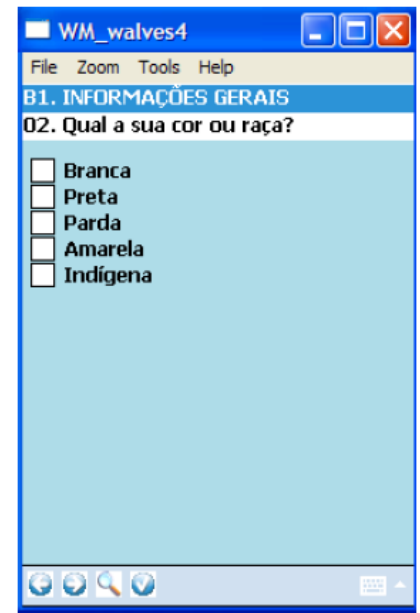 WM_walves4
File Zoom Tools Help
B1. INFORMAÇÕES GERAIS
02. Qual a sua cor ou raça?
Branca
Preta
Parda
Amarela
Indígena